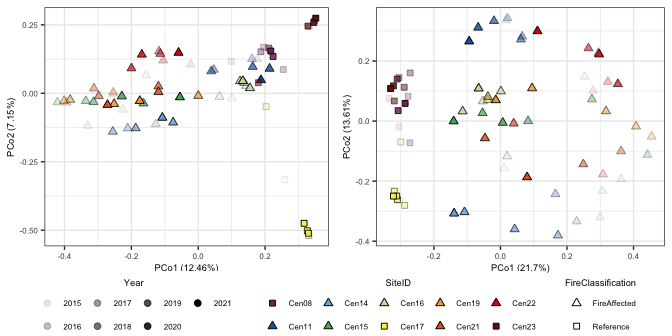 0.25
0.00
-0.25
-0.50
PCo2 (7.15%)
-0.4 -0.2 0.0 0.2
PCo1 (12.46%)
0.2
0.0
-0.2
-0.4
PCo2 (13.61%)
-0.2 0.0 0.2 0.4
PCo1 (21.7%)
Year SiteID FireClassification
2015 2017 2019 2021 Cen08 Cen14 Cen16 Cen19 Cen22 FireAffected
2016 2018 2020 Cen11 Cen15 Cen17 Cen21 Cen23 Reference